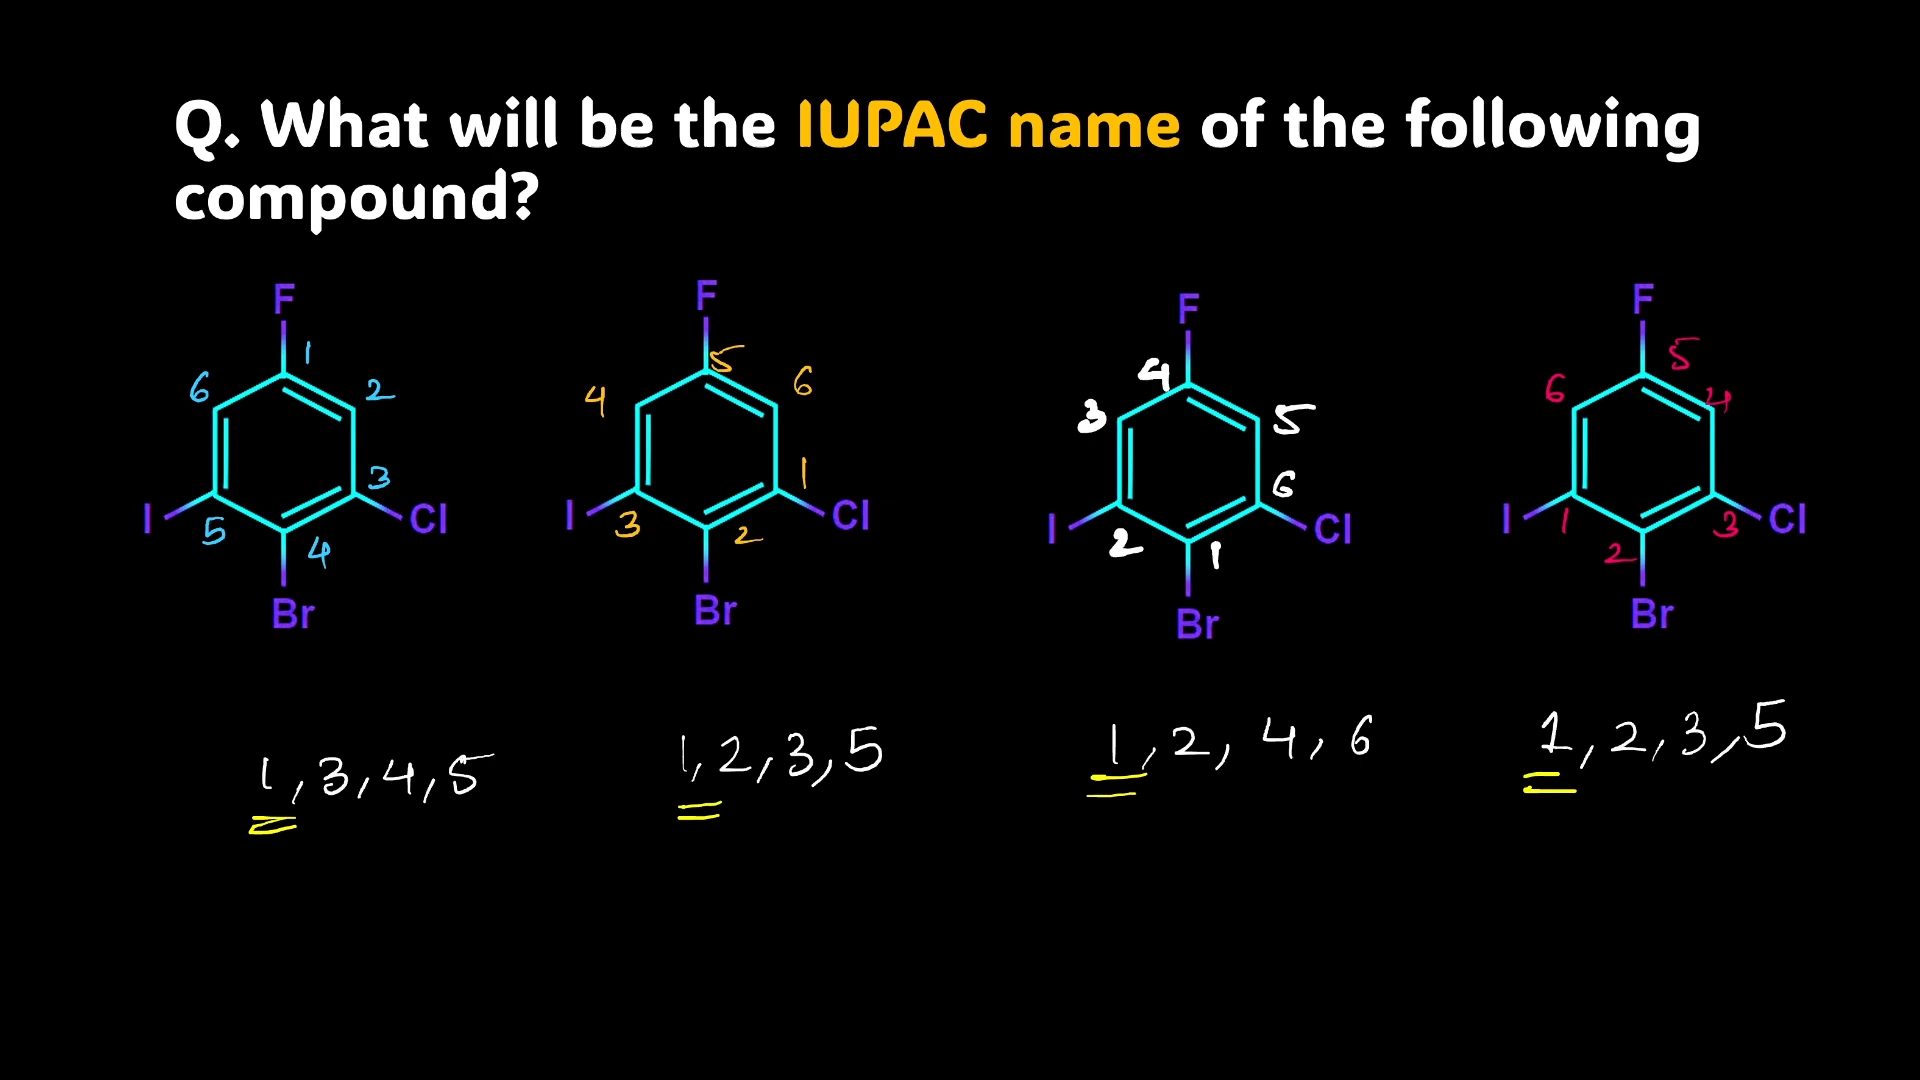 Q. What will be the IUPAC name of the following
compound?
F
1
6
2
3
I
Cl
5
4
Br
F
5
6
4
1
I
Cl
3
2
Br
F
4
3
5
6
I
Cl
2
1
Br
F
5
6
4
I
Cl
1
3
2
Br
1, 3, 4, 5
1, 2, 3, 5
1, 2, 4, 6
1, 2, 3, 5